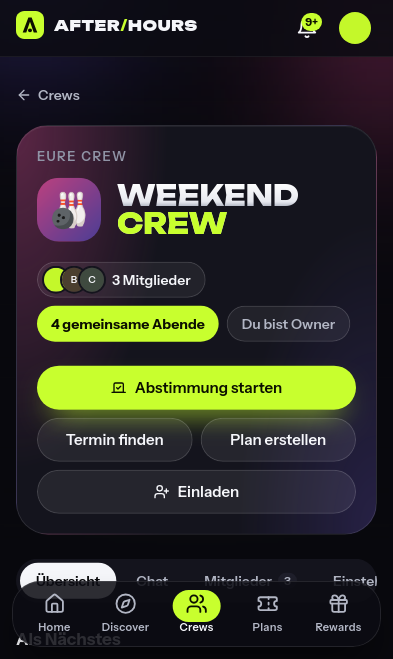 AFTER/HOURS
9+
Crews
EURE CREW
WEEKEND
CREW
B C 3 Mitglieder
4 gemeinsame Abende Du bist Owner
Abstimmung starten
Termin finden Plan erstellen
Einladen
Übersicht Chat Mitglieder 3 Einstel
Home Discover Crews Plans Rewards
Als Nächstes